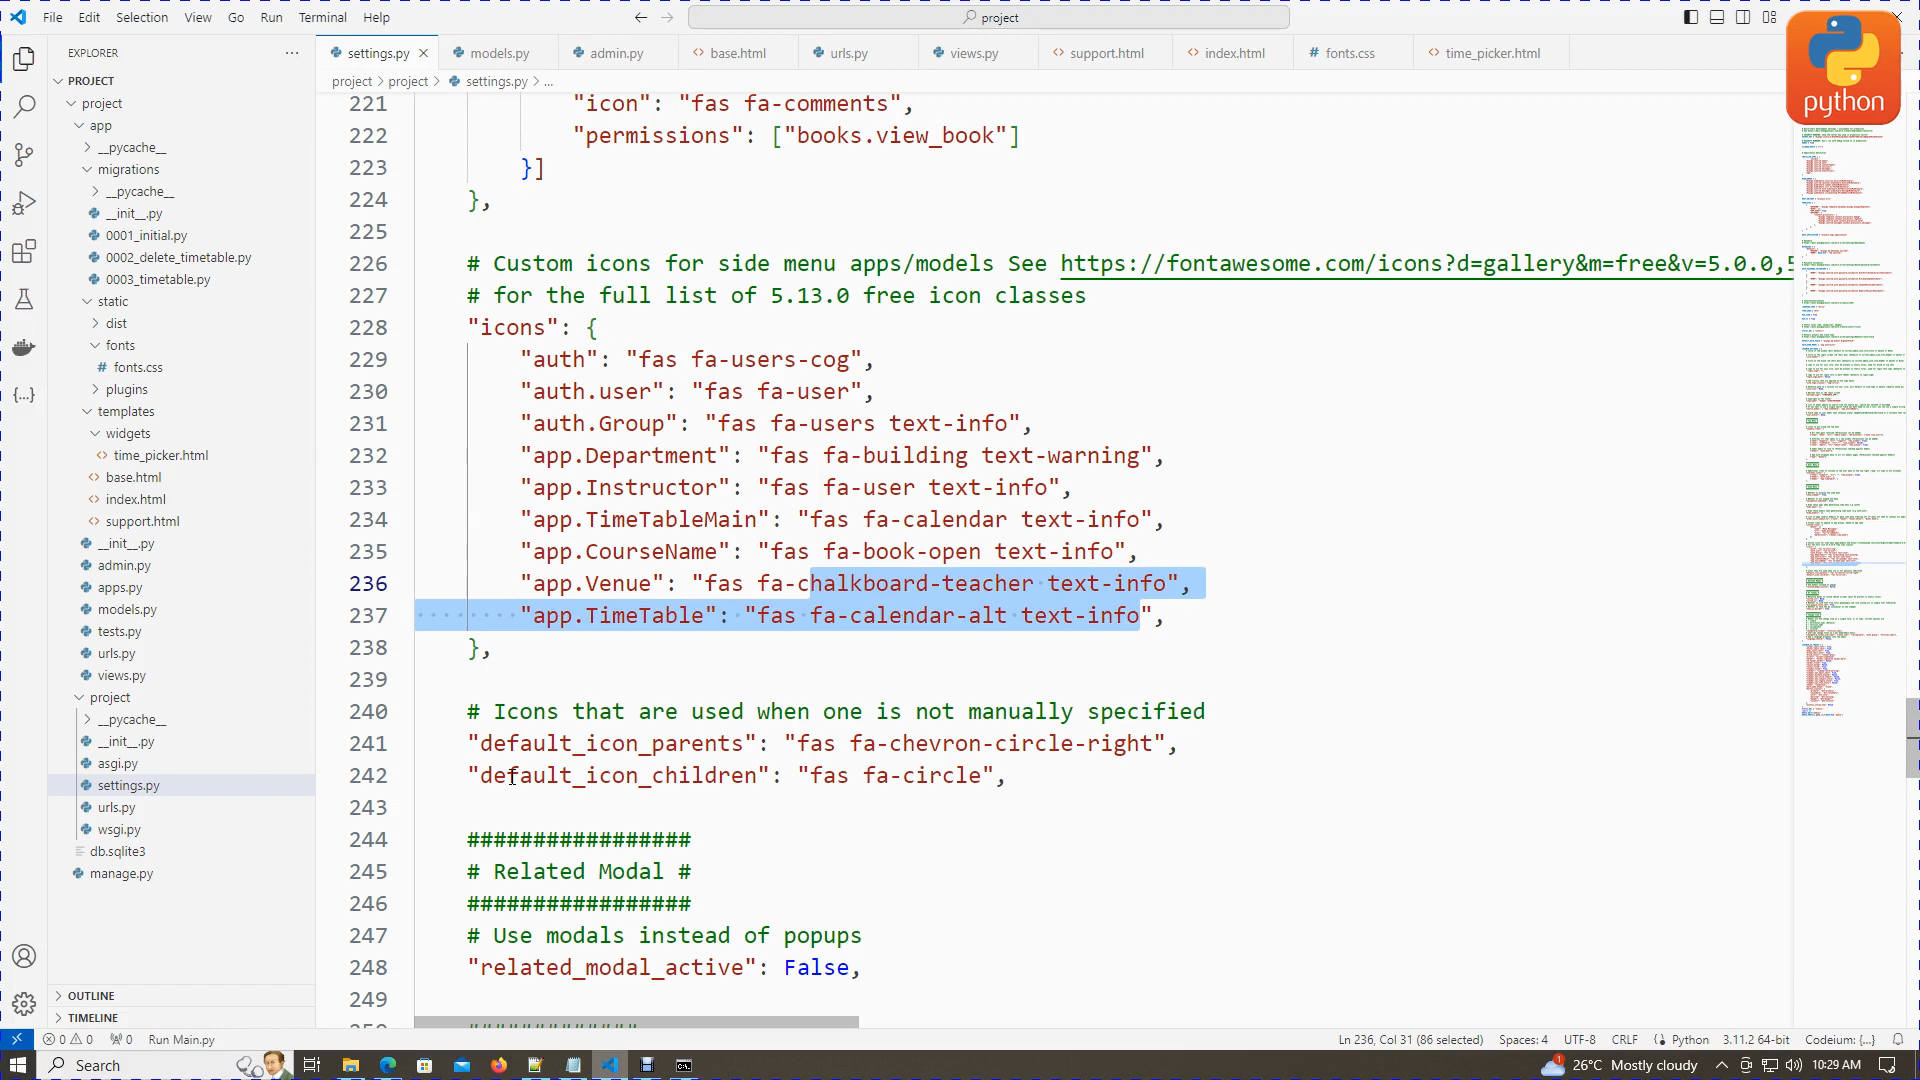 File Edit Selection View Go Run Terminal Help
project
python
EXPLORER
settings.py
models.py
admin.py
base.html
urls.py
views.py
support.html
index.html
fonts.css
time_picker.html
project > project > settings.py > ...
PROJECT
project
app
__pycache__
migrations
__pycache__
__init__.py
0001_initial.py
0002_delete_timetable.py
0003_timetable.py
static
dist
fonts
fonts.css
plugins
templates
widgets
time_picker.html
base.html
index.html
support.html
__init__.py
admin.py
apps.py
models.py
tests.py
urls.py
views.py
project
__pycache__
__init__.py
asgi.py
settings.py
urls.py
wsgi.py
db.sqlite3
manage.py
OUTLINE
TIMELINE
221 "icon": "fas fa-comments",
222 "permissions": ["books.view_book"]
223 }]
224 },
225
226 # Custom icons for side menu apps/models See https://fontawesome.com/icons?d=gallery&m=free&v=5.0.0,5
227 # for the full list of 5.13.0 free icon classes
228 "icons": {
229 "auth": "fas fa-users-cog",
230 "auth.user": "fas fa-user",
231 "auth.Group": "fas fa-users text-info",
232 "app.Department": "fas fa-building text-warning",
233 "app.Instructor": "fas fa-user text-info",
234 "app.TimeTableMain": "fas fa-calendar text-info",
235 "app.CourseName": "fas fa-book-open text-info",
236 "app.Venue": "fas fa-chalkboard-teacher text-info",
237 "app.TimeTable": "fas fa-calendar-alt text-info",
238 },
239
240 # Icons that are used when one is not manually specified
241 "default_icon_parents": "fas fa-chevron-circle-right",
242 "default_icon_children": "fas fa-circle",
243
244 #################
245 # Related Modal #
246 #################
247 # Use modals instead of popups
248 "related_modal_active": False,
249
0 0 0 Run Main.py
Ln 236, Col 31 (86 selected) Spaces: 4 UTF-8 CRLF Python 3.11.2 64-bit Codeium: {...}
Search
1 26°C Mostly cloudy 10:29 AM